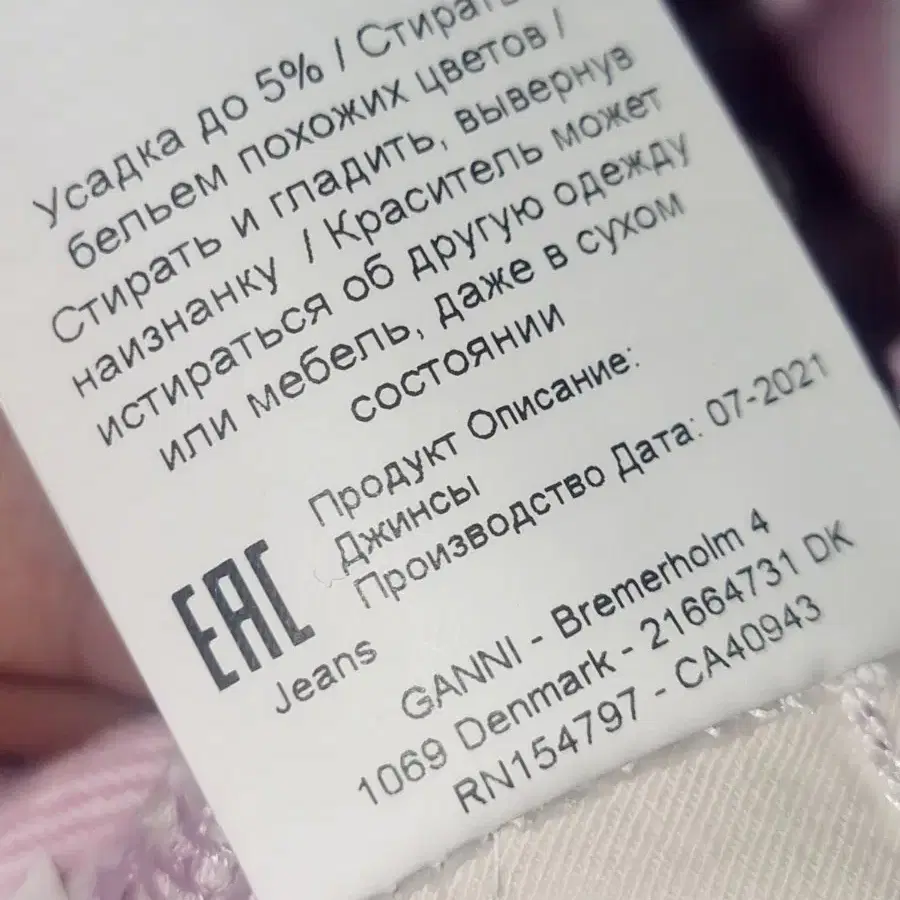 Усадка до 5% / Стирать
бельем похожих цветов /
Стирать и гладить, вывернув
наизнанку / Краситель может
истираться об другую одежду
или мебель, даже в сухом
состоянии
Продукт Описание:
Джинсы
Производство Дата: 07-2021
EAC
Jeans
GANNI - Bremerholm 4
1069 Denmark - 21664731 DK
RN154797 - CA40943